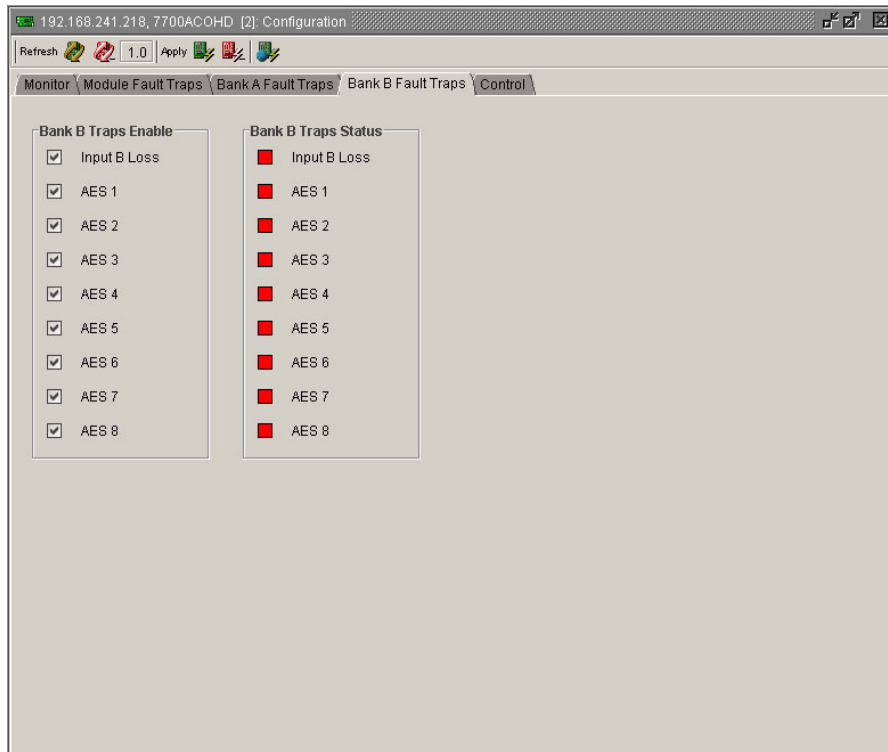 192.168.241.218, 7700ACOHD [2]: Configuration
Refresh 1.0 Apply
Monitor Module Fault Traps Bank A Fault Traps Bank B Fault Traps Control
Bank B Traps Enable
Input B Loss
AES 1
AES 2
AES 3
AES 4
AES 5
AES 6
AES 7
AES 8
Bank B Traps Status
Input B Loss
AES 1
AES 2
AES 3
AES 4
AES 5
AES 6
AES 7
AES 8